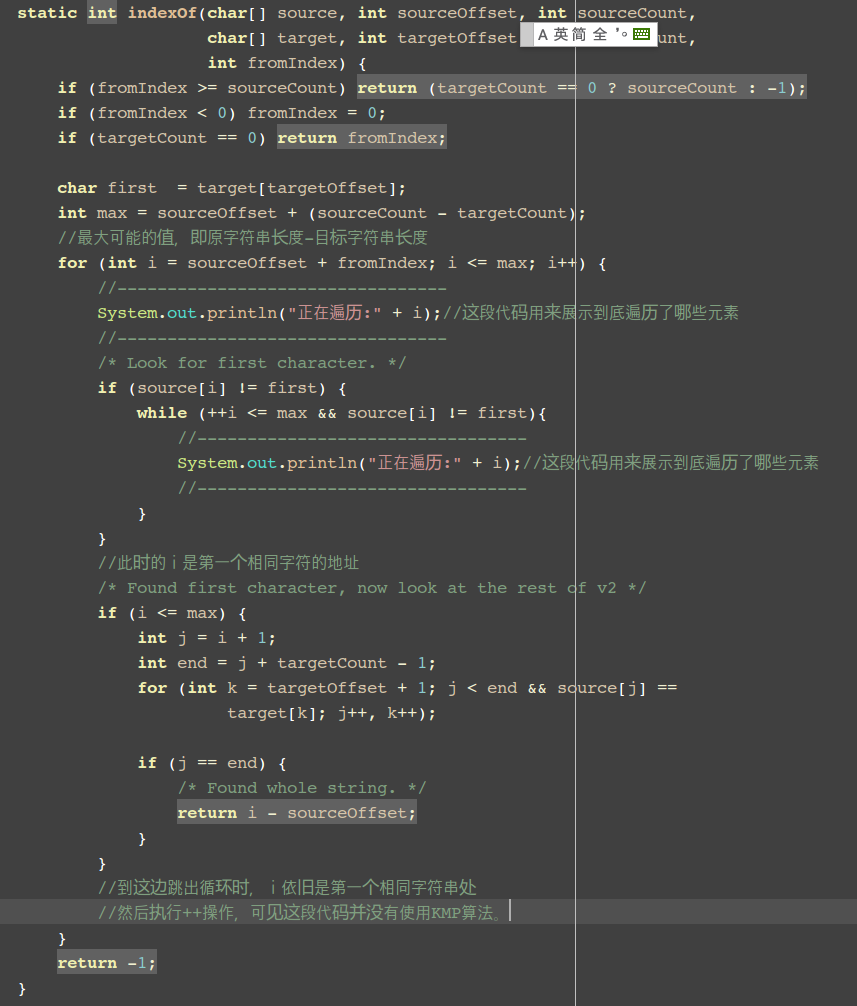 static int indexOf(char[] source, int sourceOffset, int sourceCount,
A 英 简 全 '。
char[] target, int targetOffset unt,
int fromIndex) {
if (fromIndex >= sourceCount) return (targetCount == 0 ? sourceCount : -1);
if (fromIndex < 0) fromIndex = 0;
if (targetCount == 0) return fromIndex;
char first  = target[targetOffset];
int max = sourceOffset + (sourceCount - targetCount);
//最大可能的值，即原字符串长度-目标字符串长度
for (int i = sourceOffset + fromIndex; i <= max; i++) {
//---------------------------------
System.out.println("正在遍历:" + i);//这段代码用来展示到底遍历了哪些元素
//---------------------------------
/* Look for first character. */
if (source[i] != first) {
while (++i <= max && source[i] != first){
//---------------------------------
System.out.println("正在遍历:" + i);//这段代码用来展示到底遍历了哪些元素
//---------------------------------
}
}
//此时的i是第一个相同字符的地址
/* Found first character, now look at the rest of v2 */
if (i <= max) {
int j = i + 1;
int end = j + targetCount - 1;
for (int k = targetOffset + 1; j < end && source[j] ==
target[k]; j++, k++);
if (j == end) {
/* Found whole string. */
return i - sourceOffset;
}
}
//到这边跳出循环时，i依旧是第一个相同字符串处
//然后执行++操作，可见这段代码并没有使用KMP算法。
}
return -1;
}